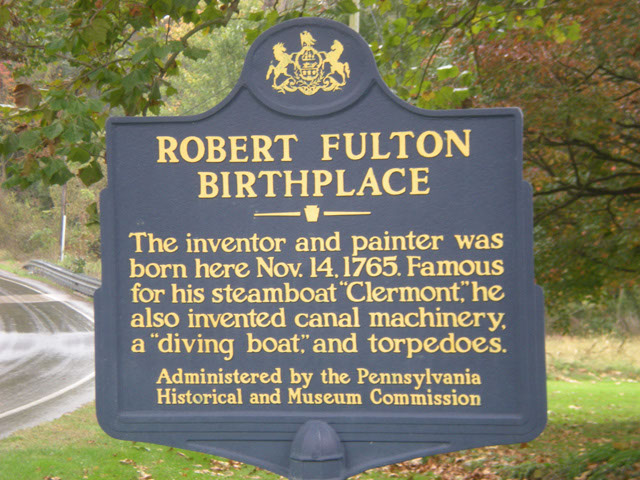 ROBERT FULTON
BIRTHPLACE
The inventor and painter was
born here Nov. 14, 1765. Famous
for his steamboat "Clermont," he
also invented canal machinery,
a "diving boat," and torpedoes.
Administered by the Pennsylvania
Historical and Museum Commission